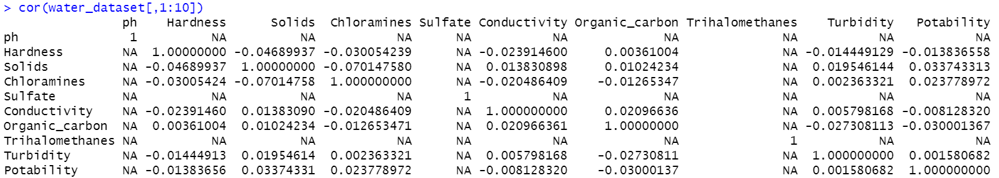 > cor(water_dataset[,1:10])
ph Hardness Solids Chloramines Sulfate Conductivity Organic_carbon Trihalomethanes Turbidity Potability
ph 1 NA NA NA NA NA NA NA NA NA
Hardness NA 1.00000000 -0.04689937 -0.030054239 NA -0.023914600 0.00361004 NA -0.014449129 -0.013836558
Solids NA -0.04689937 1.00000000 -0.070147580 NA 0.013830898 0.01024234 NA 0.019546144 0.033743313
Chloramines NA -0.03005424 -0.07014758 1.000000000 NA -0.020486409 -0.01265347 NA 0.002363321 0.023778972
Sulfate NA NA NA NA 1 NA NA NA NA NA
Conductivity NA -0.02391460 0.01383090 -0.020486409 NA 1.000000000 0.02096636 NA 0.005798168 -0.008128320
Organic_carbon NA 0.00361004 0.01024234 -0.012653471 NA 0.020966361 1.00000000 NA -0.027308113 -0.030001367
Trihalomethanes NA NA NA NA NA NA NA 1 NA NA
Turbidity NA -0.01444913 0.01954614 0.002363321 NA 0.005798168 -0.02730811 NA 1.000000000 0.001580682
Potability NA -0.01383656 0.03374331 0.023778972 NA -0.008128320 -0.03000137 NA 0.001580682 1.000000000